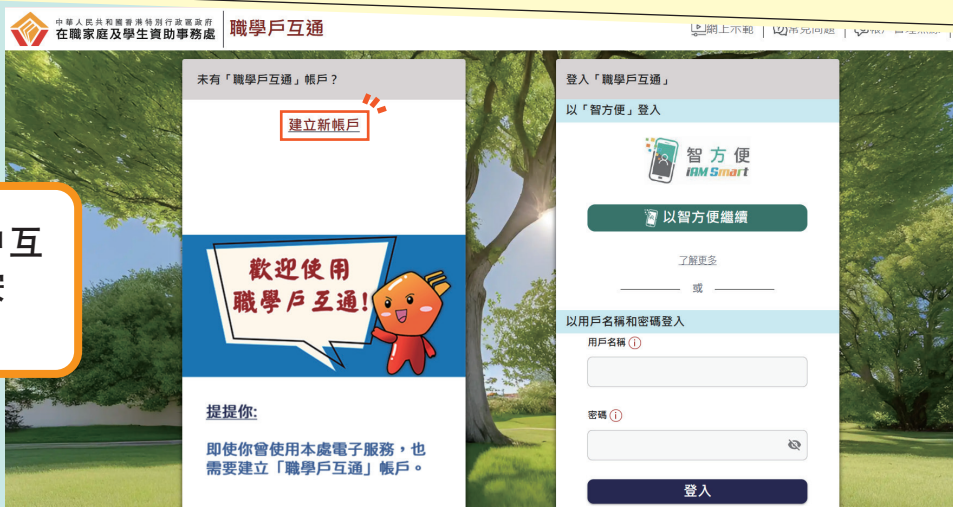 中華人民共和國香港特別行政區政府
在職家庭及學生資助事務處
職學戶互通
網上示範
常見問題
未有「職學戶互通」帳戶？
建立新帳戶
歡迎使用
職學戶互通!
提提你:
即使你曾使用本處電子服務，也
需要建立「職學戶互通」帳戶。
互
登入「職學戶互通」
以「智方便」登入
智方便
iAM Smart
以智方便繼續
了解更多
或
以用戶名稱和密碼登入
用戶名稱
密碼
登入